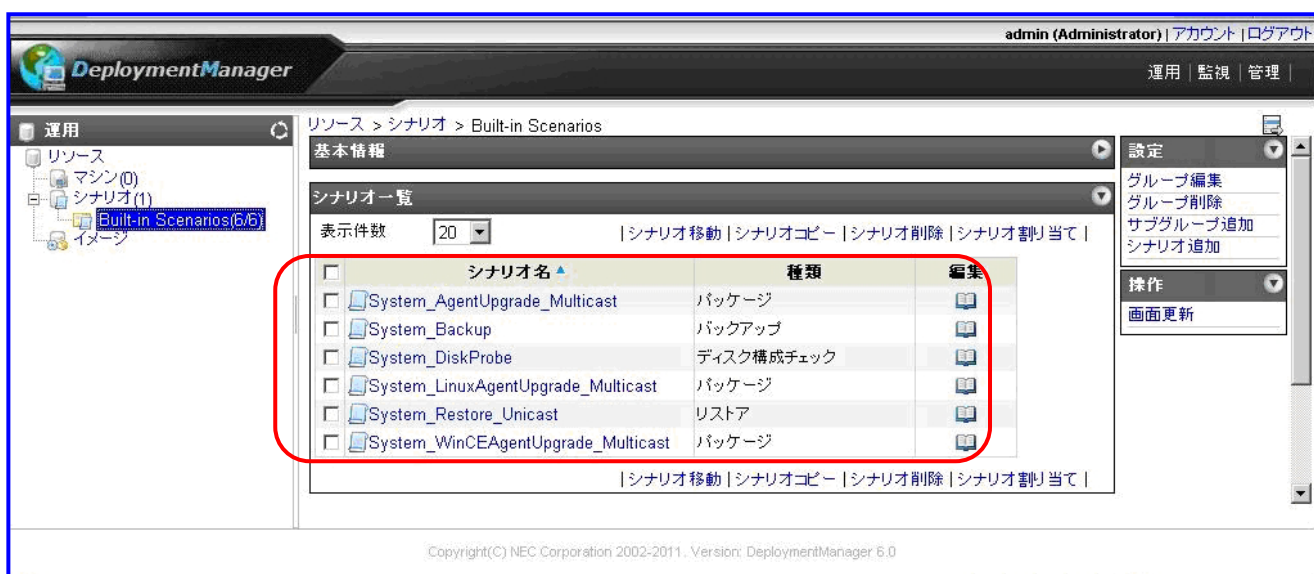 admin (Administrator) | アカウント | ログアウト
DeploymentManager
運用 | 監視 | 管理 |
運用
リソース
マシン(0)
シナリオ(1)
Built-in Scenarios(6/6)
イメージ
リソース > シナリオ > Built-in Scenarios
基本情報
シナリオ一覧
表示件数 20 | シナリオ移動 | シナリオコピー | シナリオ削除 | シナリオ割り当て |
シナリオ名 種類 編集
System_AgentUpgrade_Multicast パッケージ
System_Backup バックアップ
System_DiskProbe ディスク構成チェック
System_LinuxAgentUpgrade_Multicast パッケージ
System_Restore_Unicast リストア
System_WinCEAgentUpgrade_Multicast パッケージ
| シナリオ移動 | シナリオコピー | シナリオ削除 | シナリオ割り当て |
設定
グループ編集
グループ削除
サブグループ追加
シナリオ追加
操作
画面更新
Copyright(C) NEC Corporation 2002-2011. Version: DeploymentManager 6.0